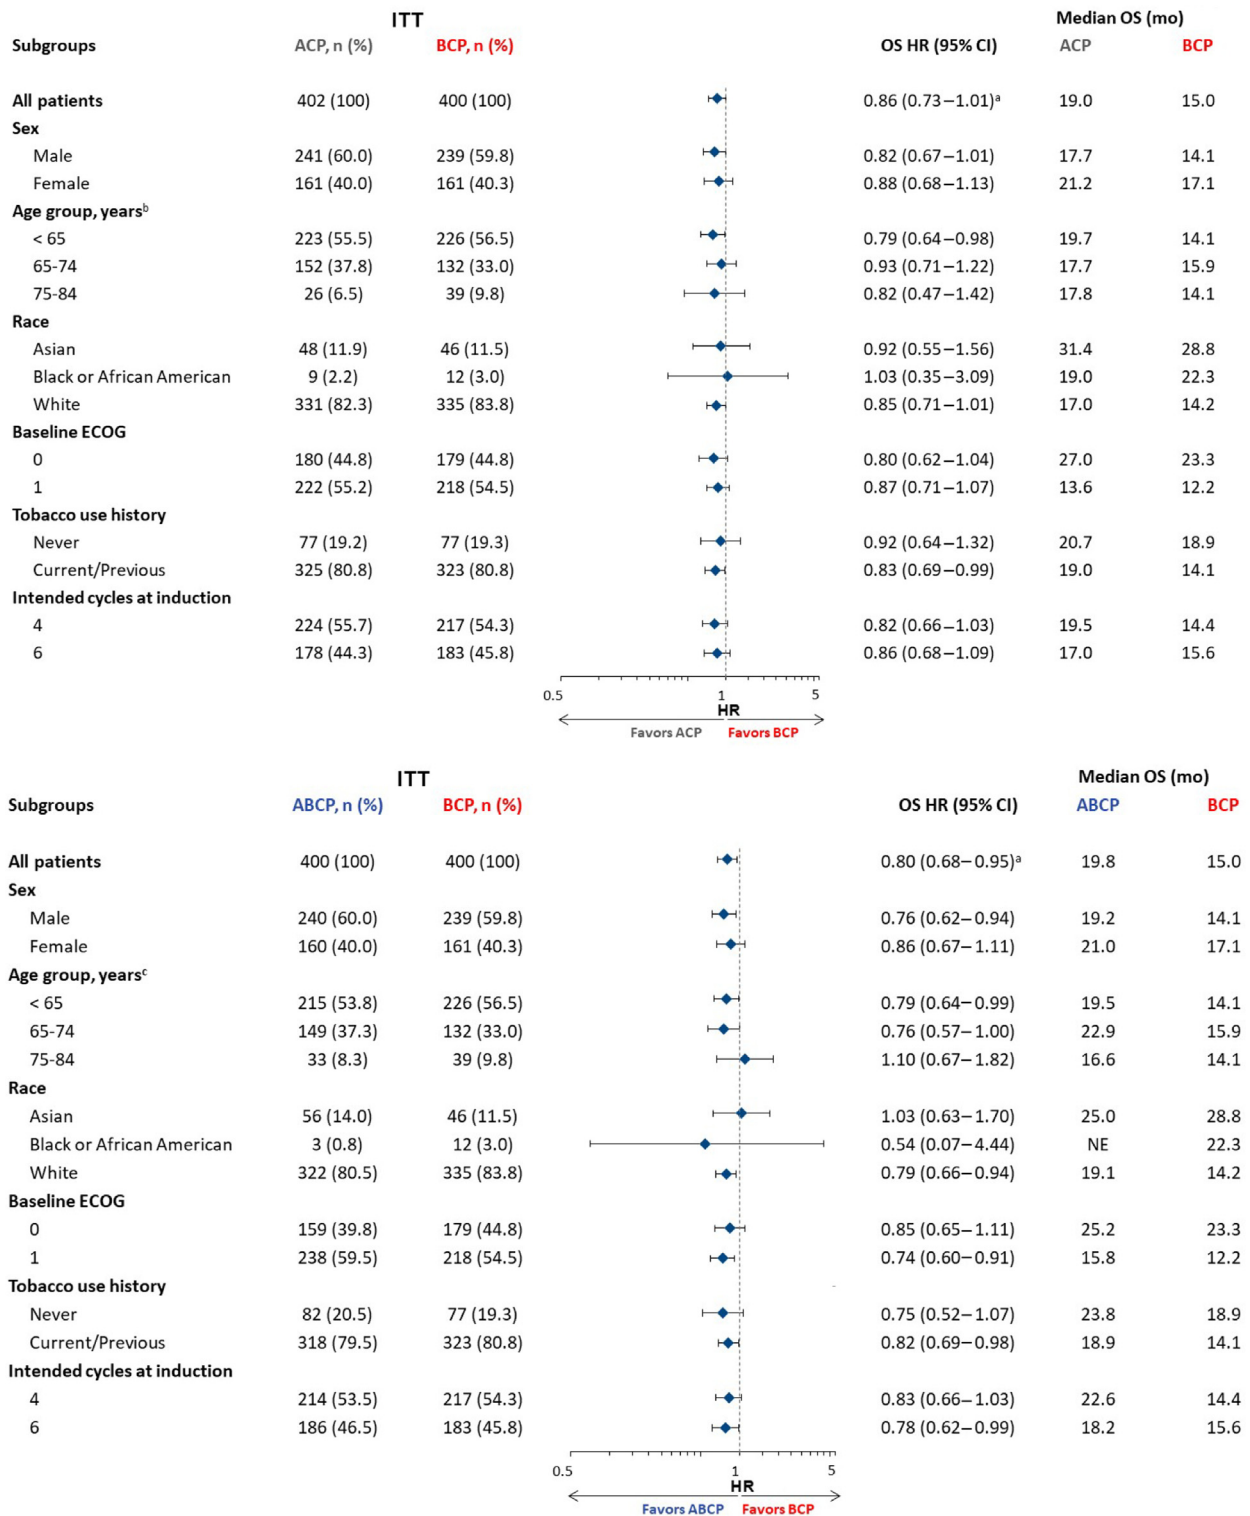 ITT Median OS (mo)
Subgroups ACP, n (%) BCP, n (%) OS HR (95% CI) ACP BCP
All patients 402 (100) 400 (100) 0.86 (0.73–1.01)ᵃ 19.0 15.0
Sex
Male 241 (60.0) 239 (59.8) 0.82 (0.67–1.01) 17.7 14.1
Female 161 (40.0) 161 (40.3) 0.88 (0.68–1.13) 21.2 17.1
Age group, yearsᵇ
< 65 223 (55.5) 226 (56.5) 0.79 (0.64–0.98) 19.7 14.1
65-74 152 (37.8) 132 (33.0) 0.93 (0.71–1.22) 17.7 15.9
75-84 26 (6.5) 39 (9.8) 0.82 (0.47–1.42) 17.8 14.1
Race
Asian 48 (11.9) 46 (11.5) 0.92 (0.55–1.56) 31.4 28.8
Black or African American 9 (2.2) 12 (3.0) 1.03 (0.35–3.09) 19.0 22.3
White 331 (82.3) 335 (83.8) 0.85 (0.71–1.01) 17.0 14.2
Baseline ECOG
0 180 (44.8) 179 (44.8) 0.80 (0.62–1.04) 27.0 23.3
1 222 (55.2) 218 (54.5) 0.87 (0.71–1.07) 13.6 12.2
Tobacco use history
Never 77 (19.2) 77 (19.3) 0.92 (0.64–1.32) 20.7 18.9
Current/Previous 325 (80.8) 323 (80.8) 0.83 (0.69–0.99) 19.0 14.1
Intended cycles at induction
4 224 (55.7) 217 (54.3) 0.82 (0.66–1.03) 19.5 14.4
6 178 (44.3) 183 (45.8) 0.86 (0.68–1.09) 17.0 15.6
0.5 1 5
HR
Favors ACP Favors BCP
ITT Median OS (mo)
Subgroups ABCP, n (%) BCP, n (%) OS HR (95% CI) ABCP BCP
All patients 400 (100) 400 (100) 0.80 (0.68–0.95)ᵃ 19.8 15.0
Sex
Male 240 (60.0) 239 (59.8) 0.76 (0.62–0.94) 19.2 14.1
Female 160 (40.0) 161 (40.3) 0.86 (0.67–1.11) 21.0 17.1
Age group, yearsᶜ
< 65 215 (53.8) 226 (56.5) 0.79 (0.64–0.99) 19.5 14.1
65-74 149 (37.3) 132 (33.0) 0.76 (0.57–1.00) 22.9 15.9
75-84 33 (8.3) 39 (9.8) 1.10 (0.67–1.82) 16.6 14.1
Race
Asian 56 (14.0) 46 (11.5) 1.03 (0.63–1.70) 25.0 28.8
Black or African American 3 (0.8) 12 (3.0) 0.54 (0.07–4.44) NE 22.3
White 322 (80.5) 335 (83.8) 0.79 (0.66–0.94) 19.1 14.2
Baseline ECOG
0 159 (39.8) 179 (44.8) 0.85 (0.65–1.11) 25.2 23.3
1 238 (59.5) 218 (54.5) 0.74 (0.60–0.91) 15.8 12.2
Tobacco use history
Never 82 (20.5) 77 (19.3) 0.75 (0.52–1.07) 23.8 18.9
Current/Previous 318 (79.5) 323 (80.8) 0.82 (0.69–0.98) 18.9 14.1
Intended cycles at induction
4 214 (53.5) 217 (54.3) 0.83 (0.66–1.03) 22.6 14.4
6 186 (46.5) 183 (45.8) 0.78 (0.62–0.99) 18.2 15.6
0.5 1 5
HR
Favors ABCP Favors BCP